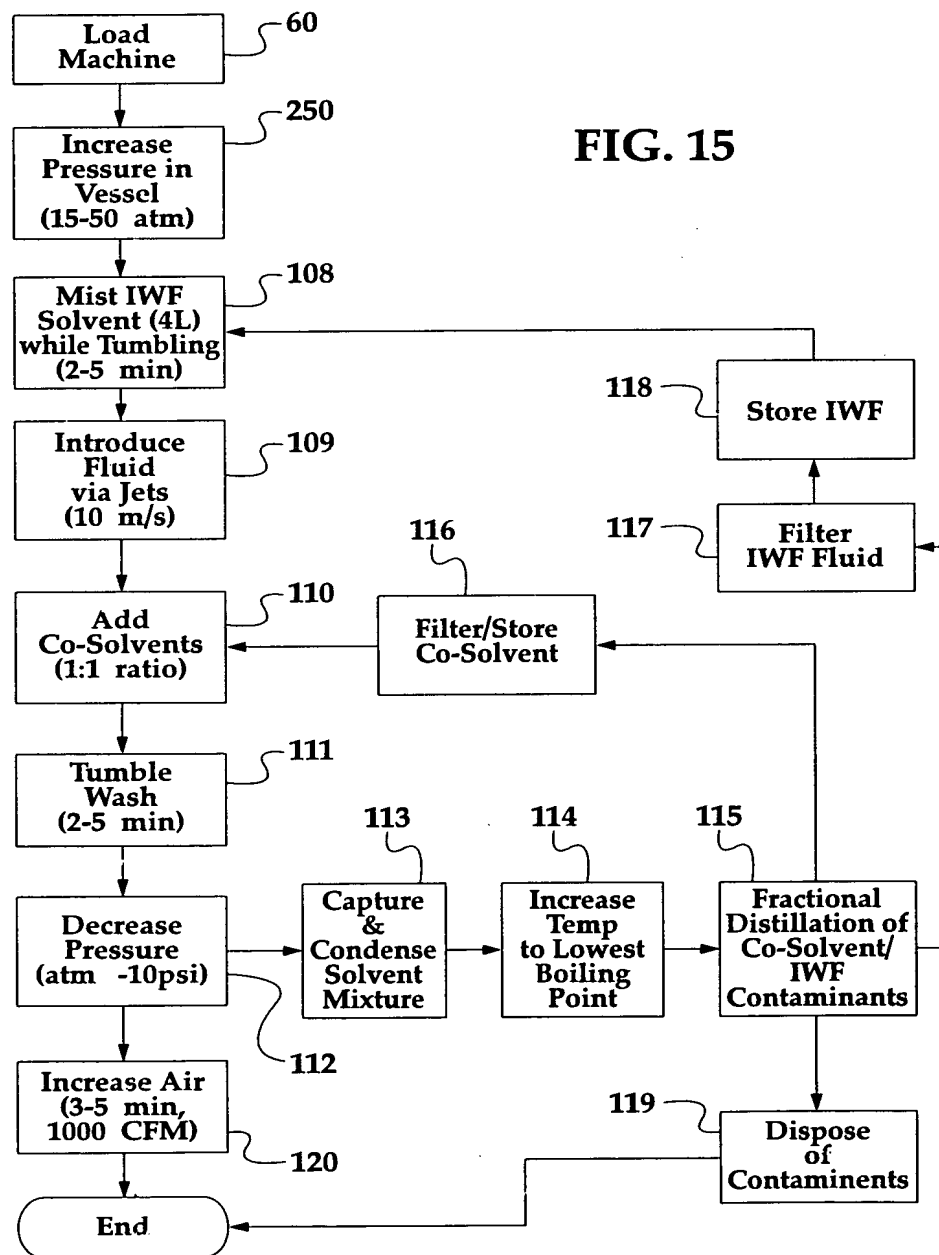 Load
Machine
60
250
FIG. 15
Increase
Pressure in
Vessel
(15-50 atm)
108
Mist IWF
Solvent (4L)
while Tumbling
(2-5 min)
118
Store IWF
Introduce
Fluid
via Jets
(10 m/s)
109
117
Filter
IWF Fluid
116
110
Add
Co-Solvents
(1:1 ratio)
Filter/Store
Co-Solvent
111
Tumble
Wash
(2-5 min)
113
114
115
Decrease
Pressure
(atm -10psi)
112
Capture
&
Condense
Solvent
Mixture
Increase
Temp
to Lowest
Boiling
Point
Fractional
Distillation of
Co-Solvent/
IWF
Contaminants
Increase Air
(3-5 min,
1000 CFM)
120
119
Dispose
of
Contaminents
End